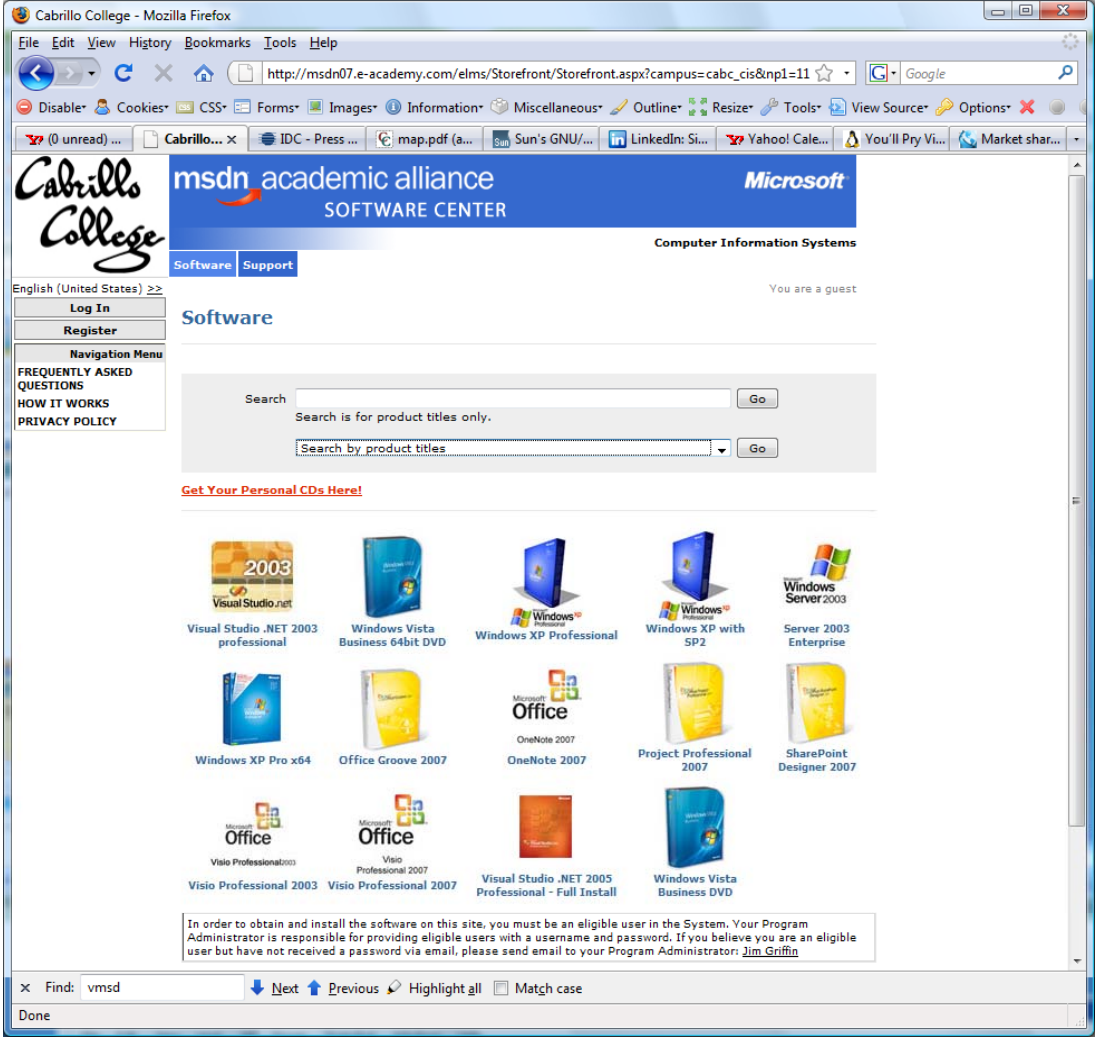 Cabrillo College - Mozilla Firefox
File Edit View History Bookmarks Tools Help
http://msdn07.e-academy.com/elms/Storefront/Storefront.aspx?campus=cabc_cis&np1=11
G Google
Disable Cookies CSS Forms Images Information Miscellaneous Outline Resize Tools View Source Options
(0 unread) ... Cabrillo... IDC - Press ... map.pdf (a... Sun's GNU/... LinkedIn: Si... Yahoo! Cale... You'll Pry Vi... Market shar...
Cabrillo
College
msdn academic alliance
SOFTWARE CENTER
Microsoft
Computer Information Systems
Software Support
English (United States) >>
You are a guest
Log In
Register
Navigation Menu
FREQUENTLY ASKED
QUESTIONS
HOW IT WORKS
PRIVACY POLICY
Software
Search Go
Search is for product titles only.
Search by product titles Go
Get Your Personal CDs Here!
2003
Visual Studio .net
Windows Xp
Professional
Windows Xp
Professional
Windows
Server 2003
Visual Studio .NET 2003
professional
Windows Vista
Business 64bit DVD
Windows XP Professional
Windows XP with
SP2
Server 2003
Enterprise
Microsoft
Office
OneNote 2007
Windows XP Pro x64
Office Groove 2007
OneNote 2007
Project Professional
2007
SharePoint
Designer 2007
Microsoft
Office
Visio Professional 2003
Microsoft
Office
Visio
Professional 2007
Visio Professional 2003
Visio Professional 2007
Visual Studio .NET 2005
Professional - Full Install
Windows Vista
Business DVD
In order to obtain and install the software on this site, you must be an eligible user in the System. Your Program
Administrator is responsible for providing eligible users with a username and password. If you believe you are an eligible
user but have not received a password via email, please send email to your Program Administrator: Jim Griffin
Find: vmsd Next Previous Highlight all Match case
Done